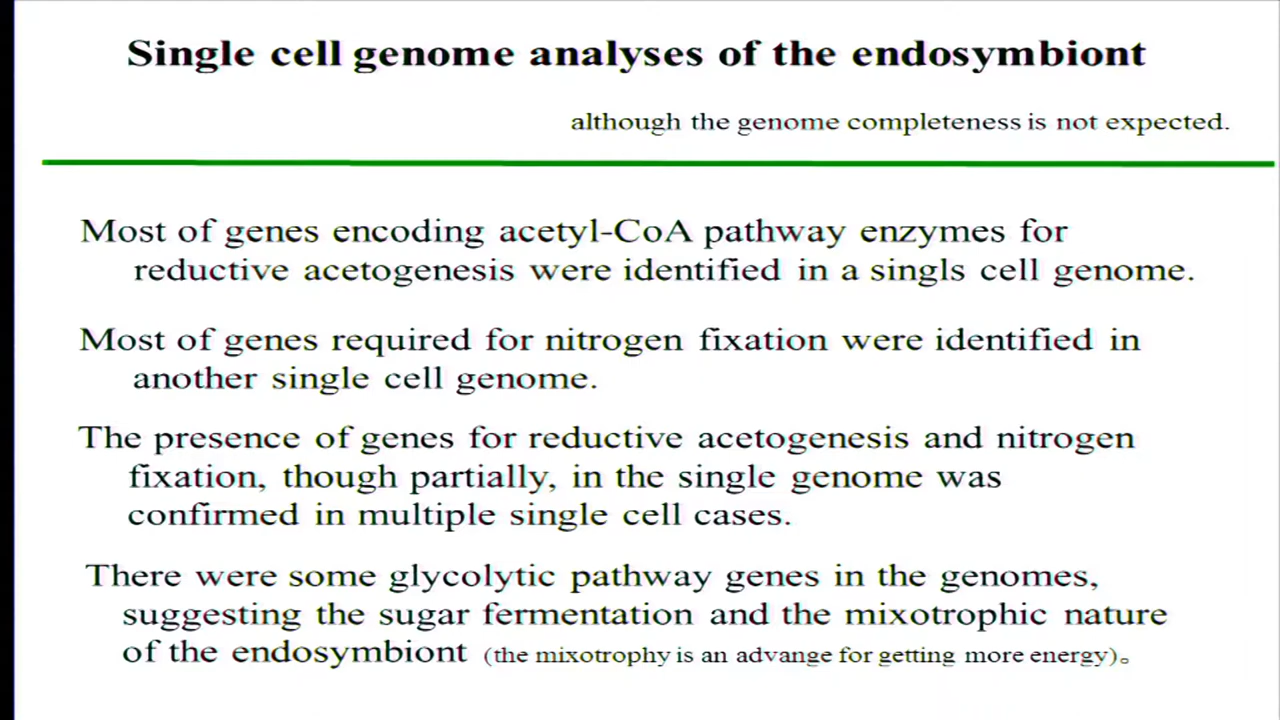 Single cell genome analyses of the endosymbiont
although the genome completeness is not expected.
Most of genes encoding acetyl-CoA pathway enzymes for
reductive acetogenesis were identified in a singls cell genome.
Most of genes required for nitrogen fixation were identified in
another single cell genome.
The presence of genes for reductive acetogenesis and nitrogen
fixation, though partially, in the single genome was
confirmed in multiple single cell cases.
There were some glycolytic pathway genes in the genomes,
suggesting the sugar fermentation and the mixotrophic nature
of the endosymbiont (the mixotrophy is an advange for getting more energy)。